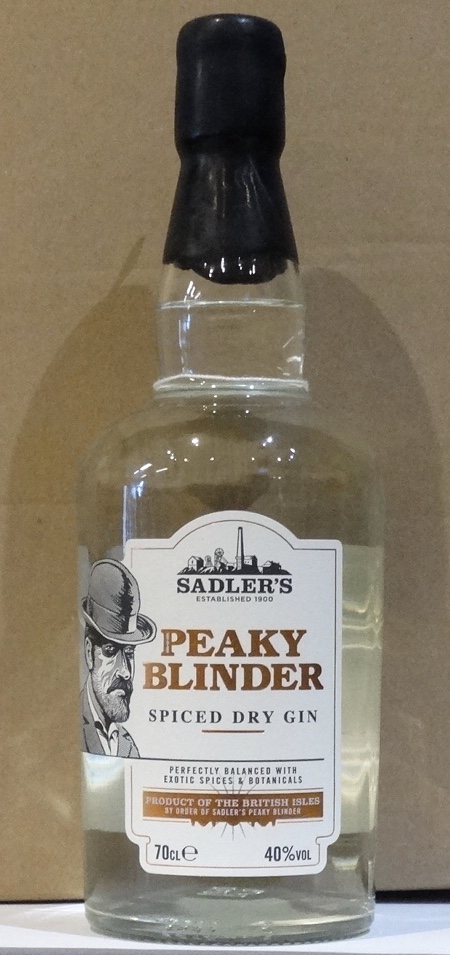 SADLER'S
ESTABLISHED 1900
PEAKY
BLINDER
SPICED DRY GIN
PERFECTLY BALANCED WITH
EXOTIC SPICES & BOTANICALS
PRODUCT OF THE BRITISH ISLES
BY ORDER OF SADLER'S PEAKY BLINDER
70CL℮ 40%VOL